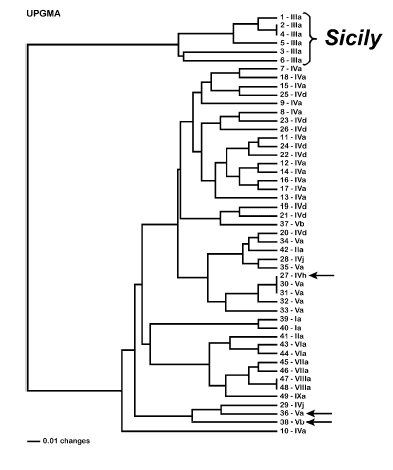 UPGMA
1 - IIIa
2 - IIIa
4 - IIIa
5 - IIIa
3 - IIIa
6 - IIIa
Sicily
7 - IVa
18 - IVa
15 - IVa
25 - IVd
9 - IVa
8 - IVa
23 - IVd
26 - IVd
11 - IVa
24 - IVd
22 - IVd
12 - IVa
14 - IVa
16 - IVa
17 - IVa
13 - IVa
19 - IVd
21 - IVd
37 - Vb
20 - IVd
34 - Va
42 - IIa
28 - IVj
35 - Va
27 - IVh
30 - Va
31 - Va
32 - Va
33 - Va
39 - Ia
40 - Ia
41 - IIa
43 - VIa
44 - VIa
45 - VIIa
46 - VIIa
47 - VIIIa
48 - VIIIa
49 - IXa
29 - IVj
36 - Va
38 - Vb
10 - IVa
0.01 changes